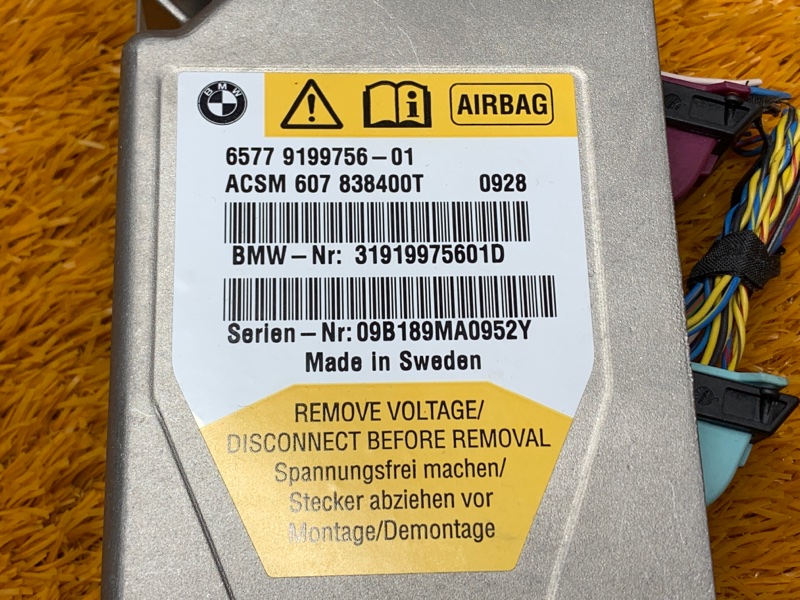 BMW
AIRBAG
6577 9199756-01
ACSM 607 838400T 0928
BMW-Nr: 31919975601D
Serien-Nr: 09B189MA0952Y
Made in Sweden
REMOVE VOLTAGE/
DISCONNECT BEFORE REMOVAL
Spannungsfrei machen/
Stecker abziehen vor
Montage/Demontage